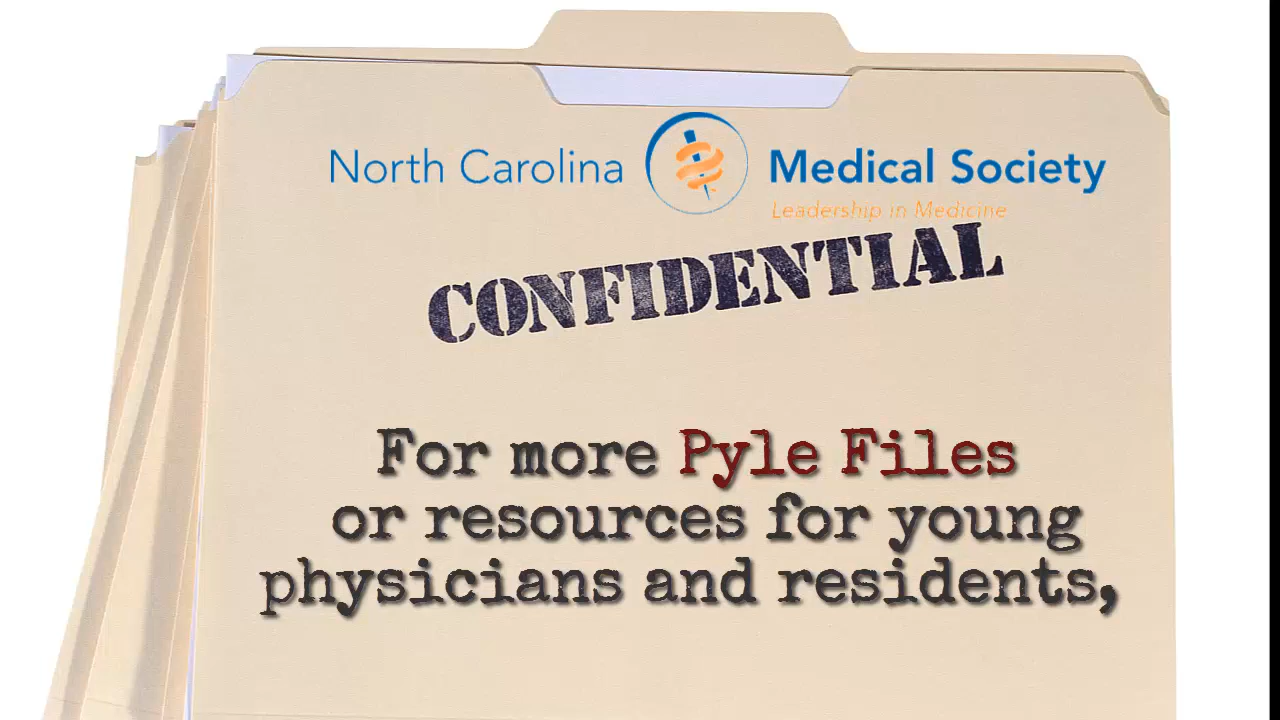 North Carolina Medical Society
Leadership in Medicine
CONFIDENTIAL
For more Pyle Files
or resources for young
physicians and residents,